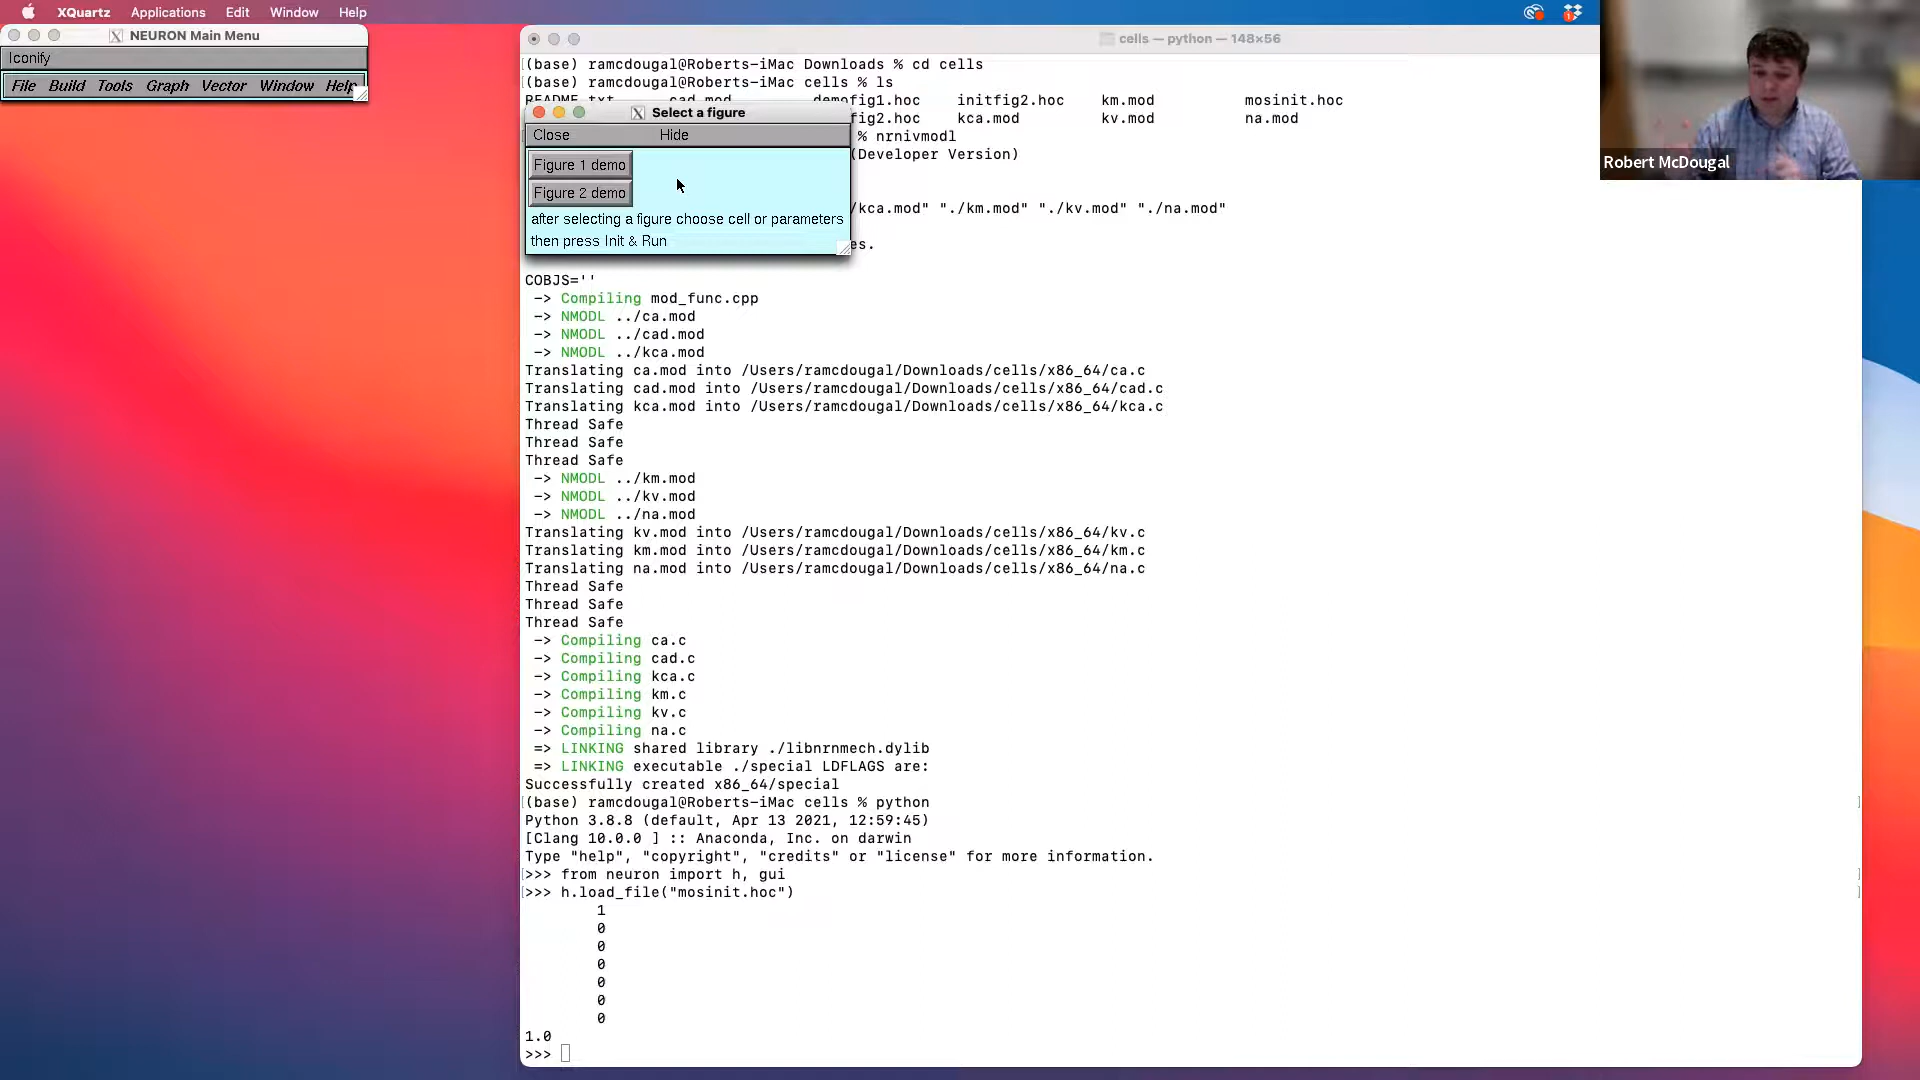 XQuartz Applications Edit Window Help
NEURON Main Menu
Iconify
File Build Tools Graph Vector Window Help
cells — python — 148×56
(base) ramcdougal@Roberts-iMac Downloads % cd cells
(base) ramcdougal@Roberts-iMac cells % ls
README.txt cad.mod demofig1.hoc initfig2.hoc km.mod mosinit.hoc
fig2.hoc kca.mod kv.mod na.mod
% nrnivmodl
(Developer Version)
/kca.mod" "./km.mod" "./kv.mod" "./na.mod"
es.
Select a figure
Close Hide
Figure 1 demo
Figure 2 demo
after selecting a figure choose cell or parameters
then press Init & Run
COBJS=''
-> Compiling mod_func.cpp
-> NMODL ../ca.mod
-> NMODL ../cad.mod
-> NMODL ../kca.mod
Translating ca.mod into /Users/ramcdougal/Downloads/cells/x86_64/ca.c
Translating cad.mod into /Users/ramcdougal/Downloads/cells/x86_64/cad.c
Translating kca.mod into /Users/ramcdougal/Downloads/cells/x86_64/kca.c
Thread Safe
Thread Safe
Thread Safe
-> NMODL ../km.mod
-> NMODL ../kv.mod
-> NMODL ../na.mod
Translating kv.mod into /Users/ramcdougal/Downloads/cells/x86_64/kv.c
Translating km.mod into /Users/ramcdougal/Downloads/cells/x86_64/km.c
Translating na.mod into /Users/ramcdougal/Downloads/cells/x86_64/na.c
Thread Safe
Thread Safe
Thread Safe
-> Compiling ca.c
-> Compiling cad.c
-> Compiling kca.c
-> Compiling km.c
-> Compiling kv.c
-> Compiling na.c
=> LINKING shared library ./libnrnmech.dylib
=> LINKING executable ./special LDFLAGS are:
Successfully created x86_64/special
(base) ramcdougal@Roberts-iMac cells % python
Python 3.8.8 (default, Apr 13 2021, 12:59:45)
[Clang 10.0.0 ] :: Anaconda, Inc. on darwin
Type "help", "copyright", "credits" or "license" for more information.
>>> from neuron import h, gui
>>> h.load_file("mosinit.hoc")
1
0
0
0
0
0
0
1.0
>>>
Robert McDougal